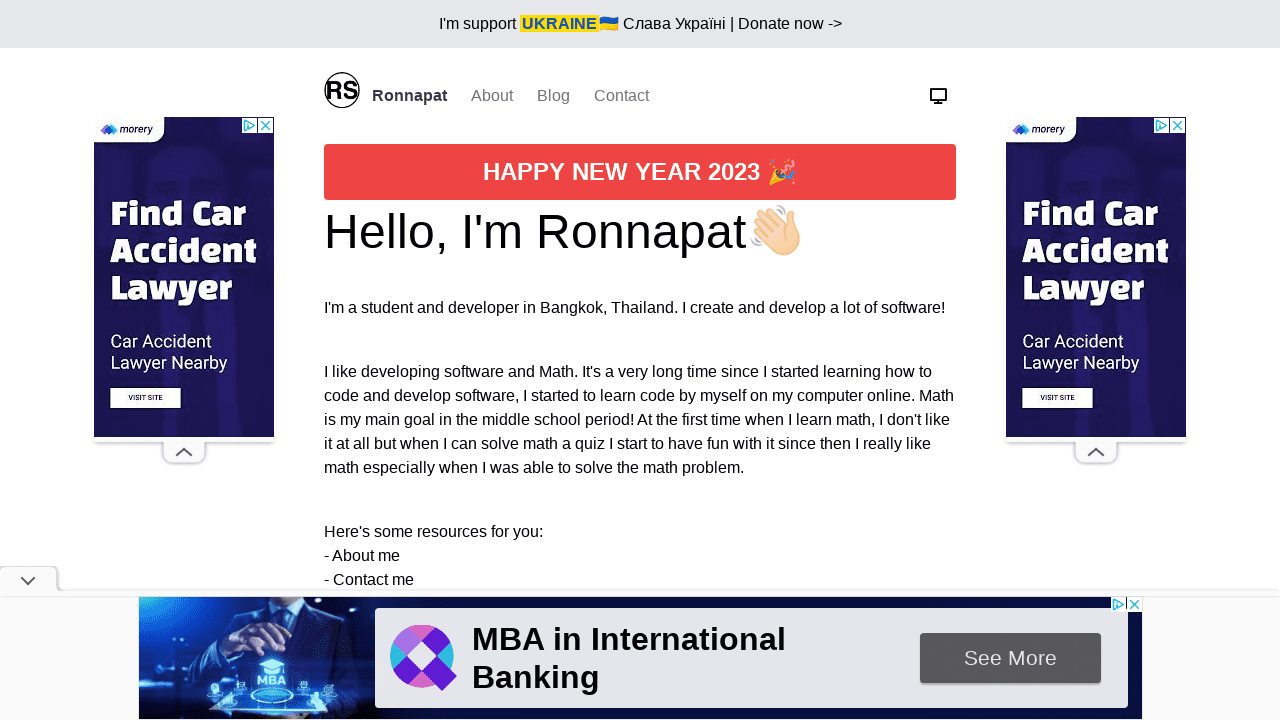 I'm support UKRAINE🇺🇦 Слава Україні | Donate now ->
RS Ronnapat About Blog Contact
HAPPY NEW YEAR 2023 🎉
Hello, I'm Ronnapat👋🏻
I'm a student and developer in Bangkok, Thailand. I create and develop a lot of software!
I like developing software and Math. It's a very long time since I started learning how to
code and develop software, I started to learn code by myself on my computer online. Math
is my main goal in the middle school period! At the first time when I learn math, I don't like
it at all but when I can solve math a quiz I start to have fun with it since then I really like
math especially when I was able to solve the math problem.
Here's some resources for you:
- About me
- Contact me
morery
Find Car
Accident
Lawyer
Car Accident
Lawyer Nearby
VISIT SITE
morery
Find Car
Accident
Lawyer
Car Accident
Lawyer Nearby
VISIT SITE
MBA
MBA in International
Banking
See More